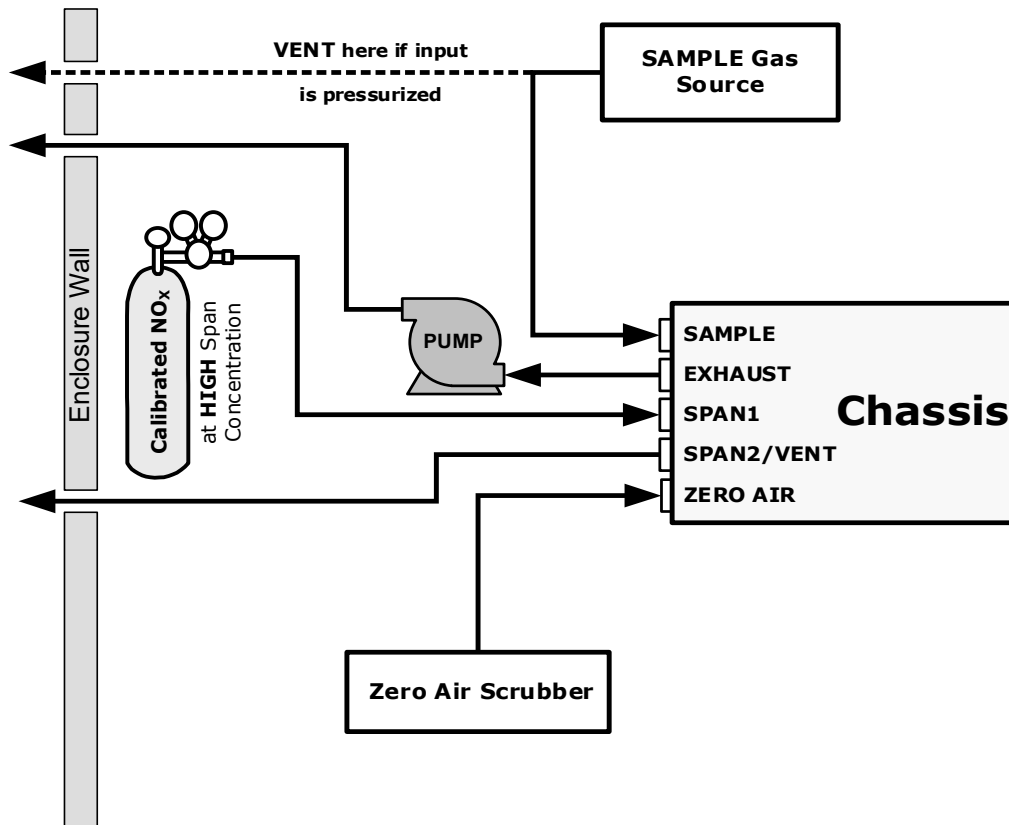 VENT here if input
is pressurized
SAMPLE Gas
Source
Enclosure Wall
Calibrated NOX
at HIGH Span
Concentration
PUMP
SAMPLE
EXHAUST
SPAN1
SPAN2/VENT
ZERO AIR
Chassis
Zero Air Scrubber